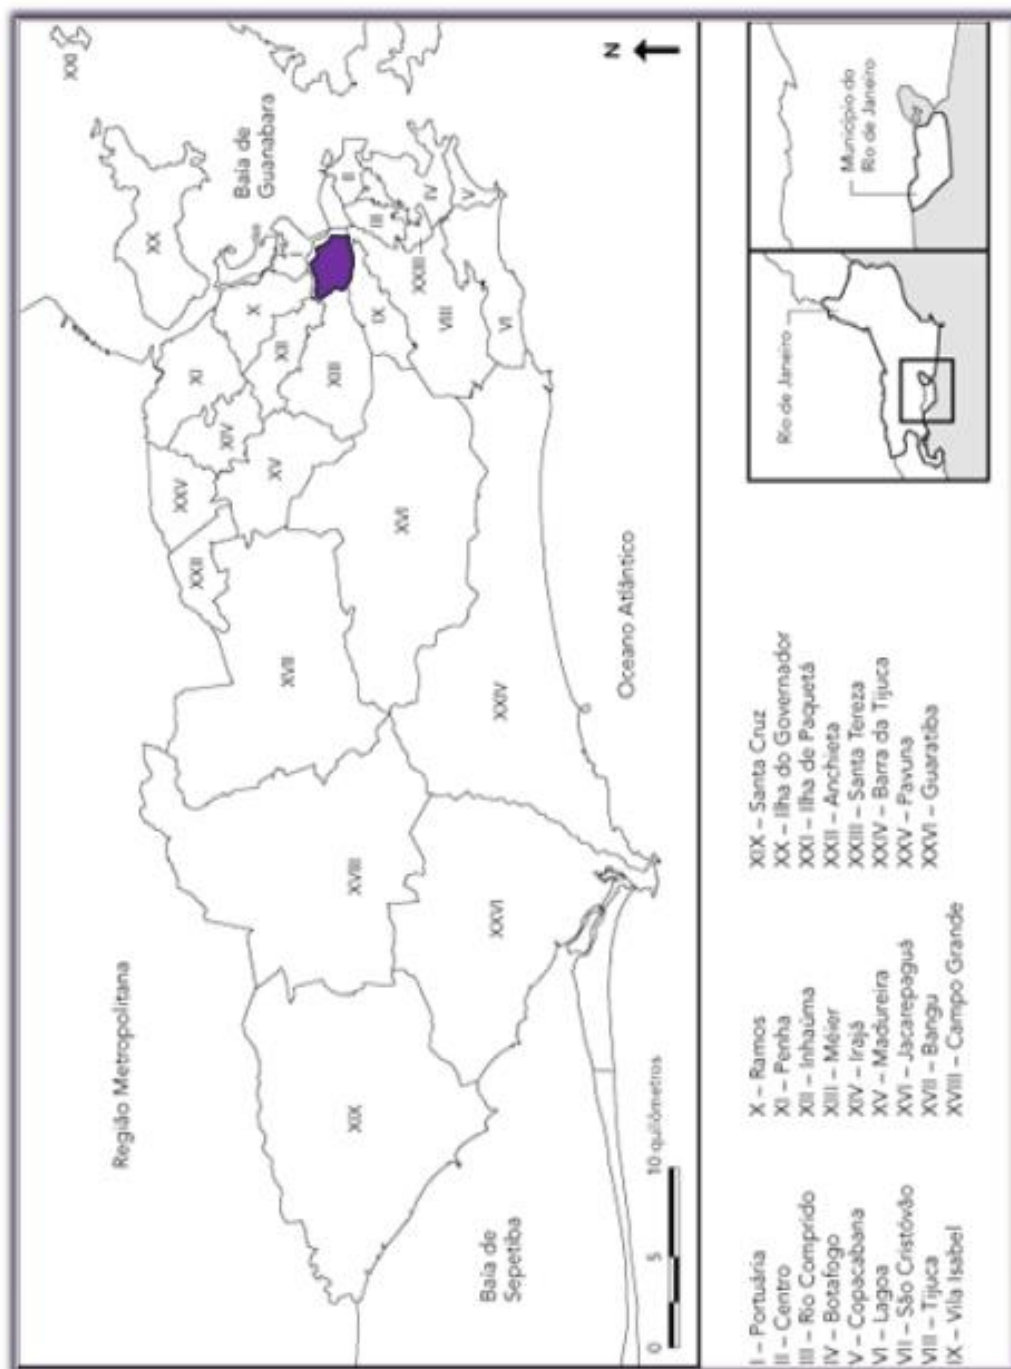 Região Metropolitana
Baía de
Guanabara
XXI
XX
N
I
II
III
IV
V
XXIII
X
XI
XII
XIII
IX
VIII
VI
XIV
XV
XXV
XXII
XVI
XVII
XXIV
XVIII
XXVI
XIX
Oceano Atlântico
Baía de
Sepetiba
0 5 10 quilómetros
I – Portuária
II – Centro
III – Rio Comprido
IV – Botafogo
V – Copacabana
VI – Lagoa
VII – São Cristóvão
VIII – Tijuca
IX – Vila Isabel
X – Ramos
XI – Penha
XII – Inhaúma
XIII – Méier
XIV – Irajá
XV – Madureira
XVI – Jacarepaguá
XVII – Bangu
XVIII – Campo Grande
XIX – Santa Cruz
XX – Ilha do Governador
XXI – Ilha de Paquetá
XXII – Anchieta
XXIII – Santa Tereza
XXIV – Barra da Tijuca
XXV – Pavuna
XXVI – Guaratiba
Rio de Janeiro
Município do
Rio de Janeiro